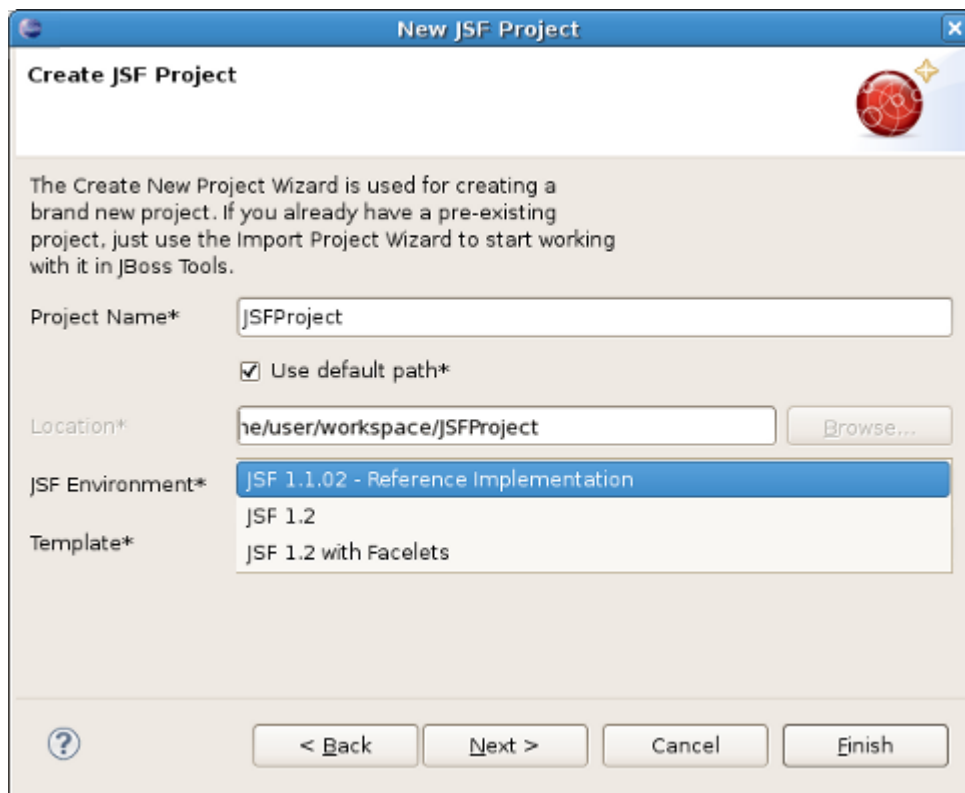 New JSF Project
Create JSF Project
The Create New Project Wizard is used for creating a
brand new project. If you already have a pre-existing
project, just use the Import Project Wizard to start working
with it in JBoss Tools.
Project Name* JSFProject
Use default path*
Location* ne/user/workspace/JSFProject Browse...
JSF Environment* JSF 1.1.02 - Reference Implementation
JSF 1.2
Template* JSF 1.2 with Facelets
? < Back Next > Cancel Finish